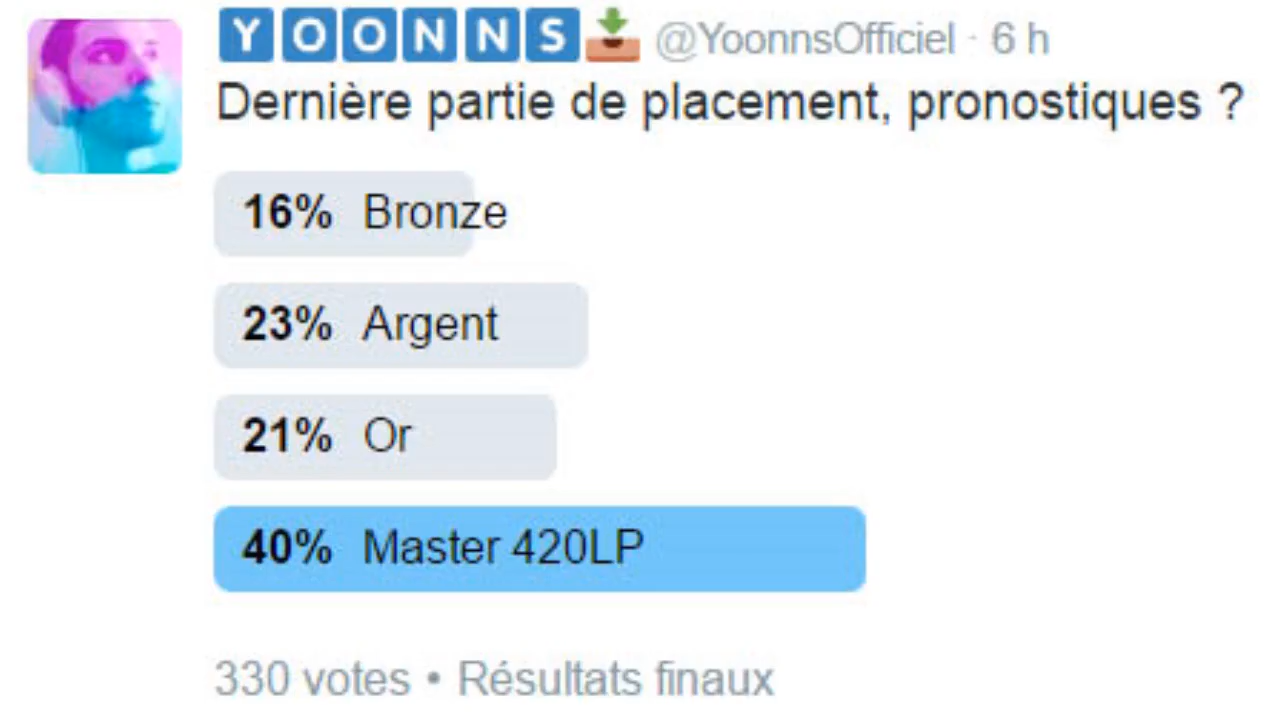 YOONNS @YoonnsOfficiel · 6 h
Dernière partie de placement, pronostiques ?
16% Bronze
23% Argent
21% Or
40% Master 420LP
330 votes • Résultats finaux